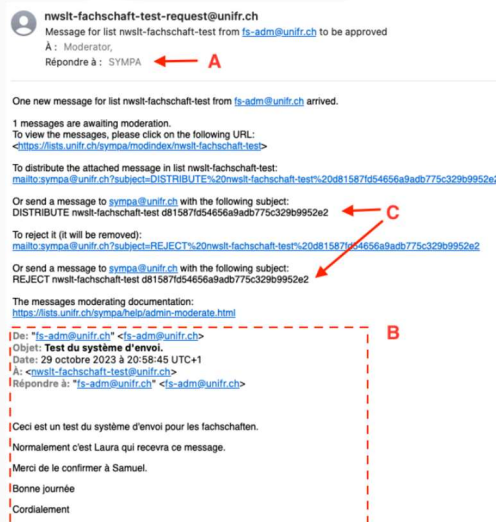 nwslt-fachschaft-test-request@unifr.ch
Message for list nwslt-fachschaft-test from fs-adm@unifr.ch to be approved
À : Moderator,
Répondre à : SYMPA
A
One new message for list nwslt-fachschaft-test from fs-adm@unifr.ch arrived.
1 messages are awaiting moderation.
To view the messages, please click on the following URL:
<https://lists.unifr.ch/sympa/modindex/nwslt-fachschaft-test>
To distribute the attached message in list nwslt-fachschaft-test:
mailto:sympa@unifr.ch?subject=DISTRIBUTE%20nwslt-fachschaft-test%20d81587fd54656a9adb775c329b9952e2
Or send a message to sympa@unifr.ch with the following subject:
DISTRIBUTE nwslt-fachschaft-test d81587fd54656a9adb775c329b9952e2
C
To reject it (it will be removed):
mailto:sympa@unifr.ch?subject=REJECT%20nwslt-fachschaft-test%20d81587fd54656a9adb775c329b9952e2
Or send a message to sympa@unifr.ch with the following subject:
REJECT nwslt-fachschaft-test d81587fd54656a9adb775c329b9952e2
The messages moderating documentation:
https://lists.unifr.ch/sympa/help/admin-moderate.html
B
De: "fs-adm@unifr.ch" <fs-adm@unifr.ch>
Objet: Test du système d'envoi.
Date: 29 octobre 2023 à 20:58:45 UTC+1
À: <nwslt-fachschaft-test@unifr.ch>
Répondre à: "fs-adm@unifr.ch" <fs-adm@unifr.ch>
Ceci est un test du système d'envoi pour les fachschaften.
Normalement c'est Laura qui recevra ce message.
Merci de le confirmer à Samuel.
Bonne journée
Cordialement